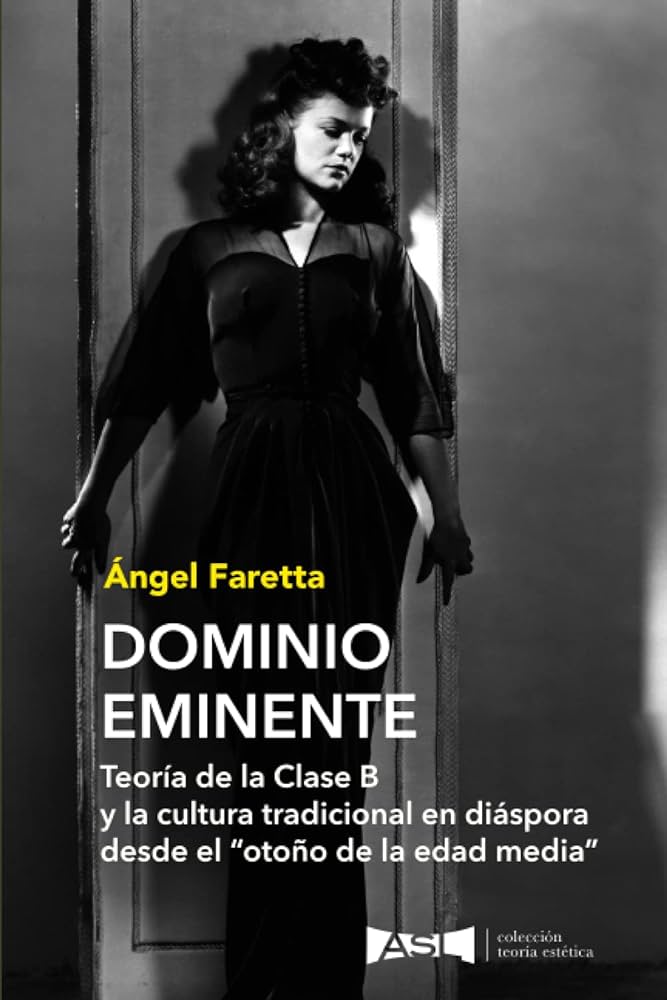 Ángel Faretta
DOMINIO
EMINENTE
Teoría de la Clase B
y la cultura tradicional en diáspora
desde el “otoño de la edad media”
ASL
colección
teoría estética